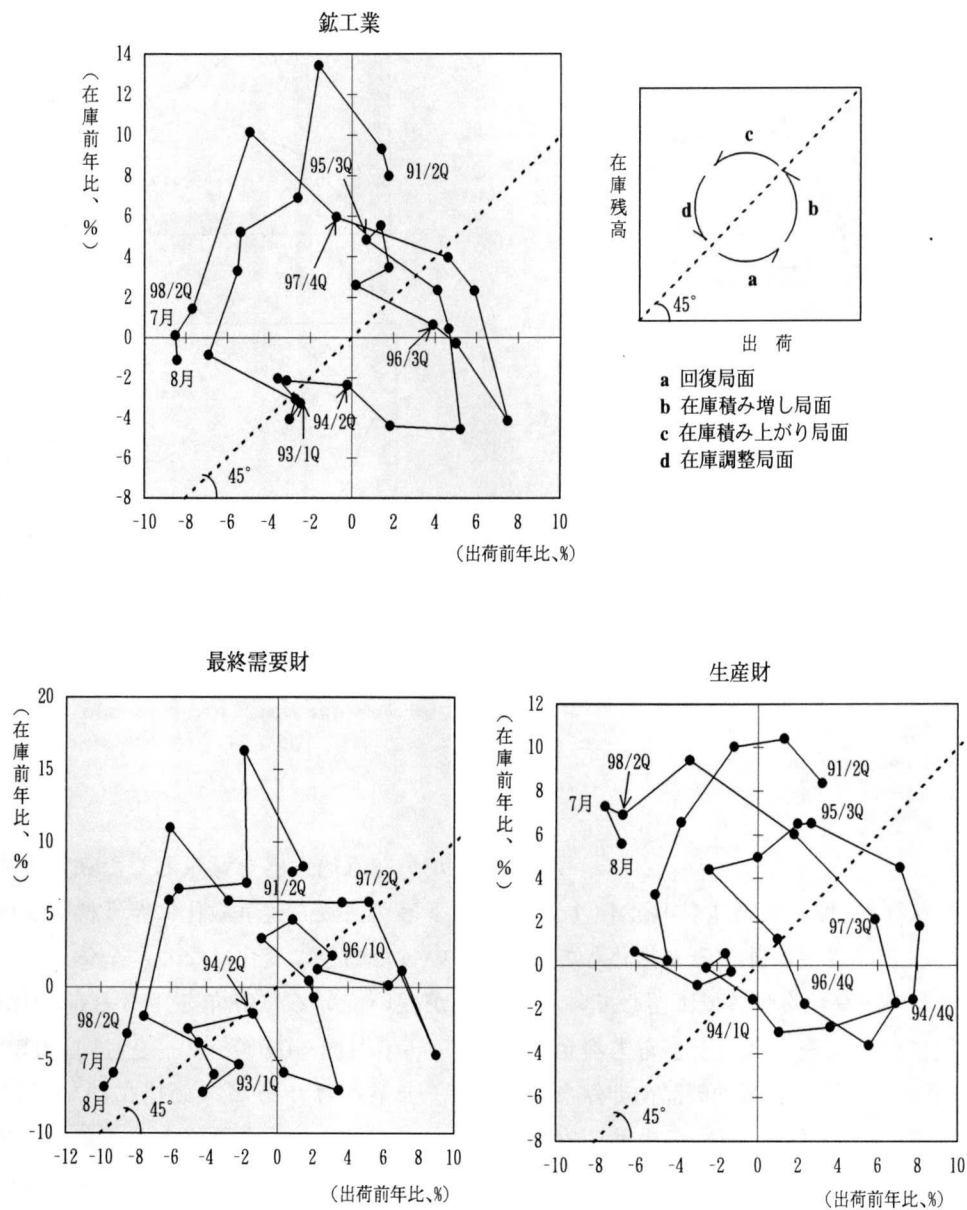 鉱工業
（在庫前年比、%）
14
12
10
8
6
4
2
0
-2
-4
-6
-8
-10
-8
-6
-4
-2
0
2
4
6
8
10
（出荷前年比、%）
95/3Q
91/2Q
97/4Q
98/2Q
7月
8月
96/3Q
94/2Q
93/1Q
45°
在庫残高
c
d
b
a
45°
出 荷
a 回復局面
b 在庫積み増し局面
c 在庫積み上がり局面
d 在庫調整局面
最終需要財
（在庫前年比、%）
20
15
10
5
0
-5
-10
-12
-10
-8
-6
-4
-2
0
2
4
6
8
10
（出荷前年比、%）
91/2Q
97/2Q
96/1Q
94/2Q
98/2Q
7月
8月
93/1Q
45°
生産財
（在庫前年比、%）
12
10
8
6
4
2
0
-2
-4
-6
-8
-10
-8
-6
-4
-2
0
2
4
6
8
10
（出荷前年比、%）
98/2Q
7月
8月
91/2Q
95/3Q
97/3Q
96/4Q
94/1Q
94/4Q
45°